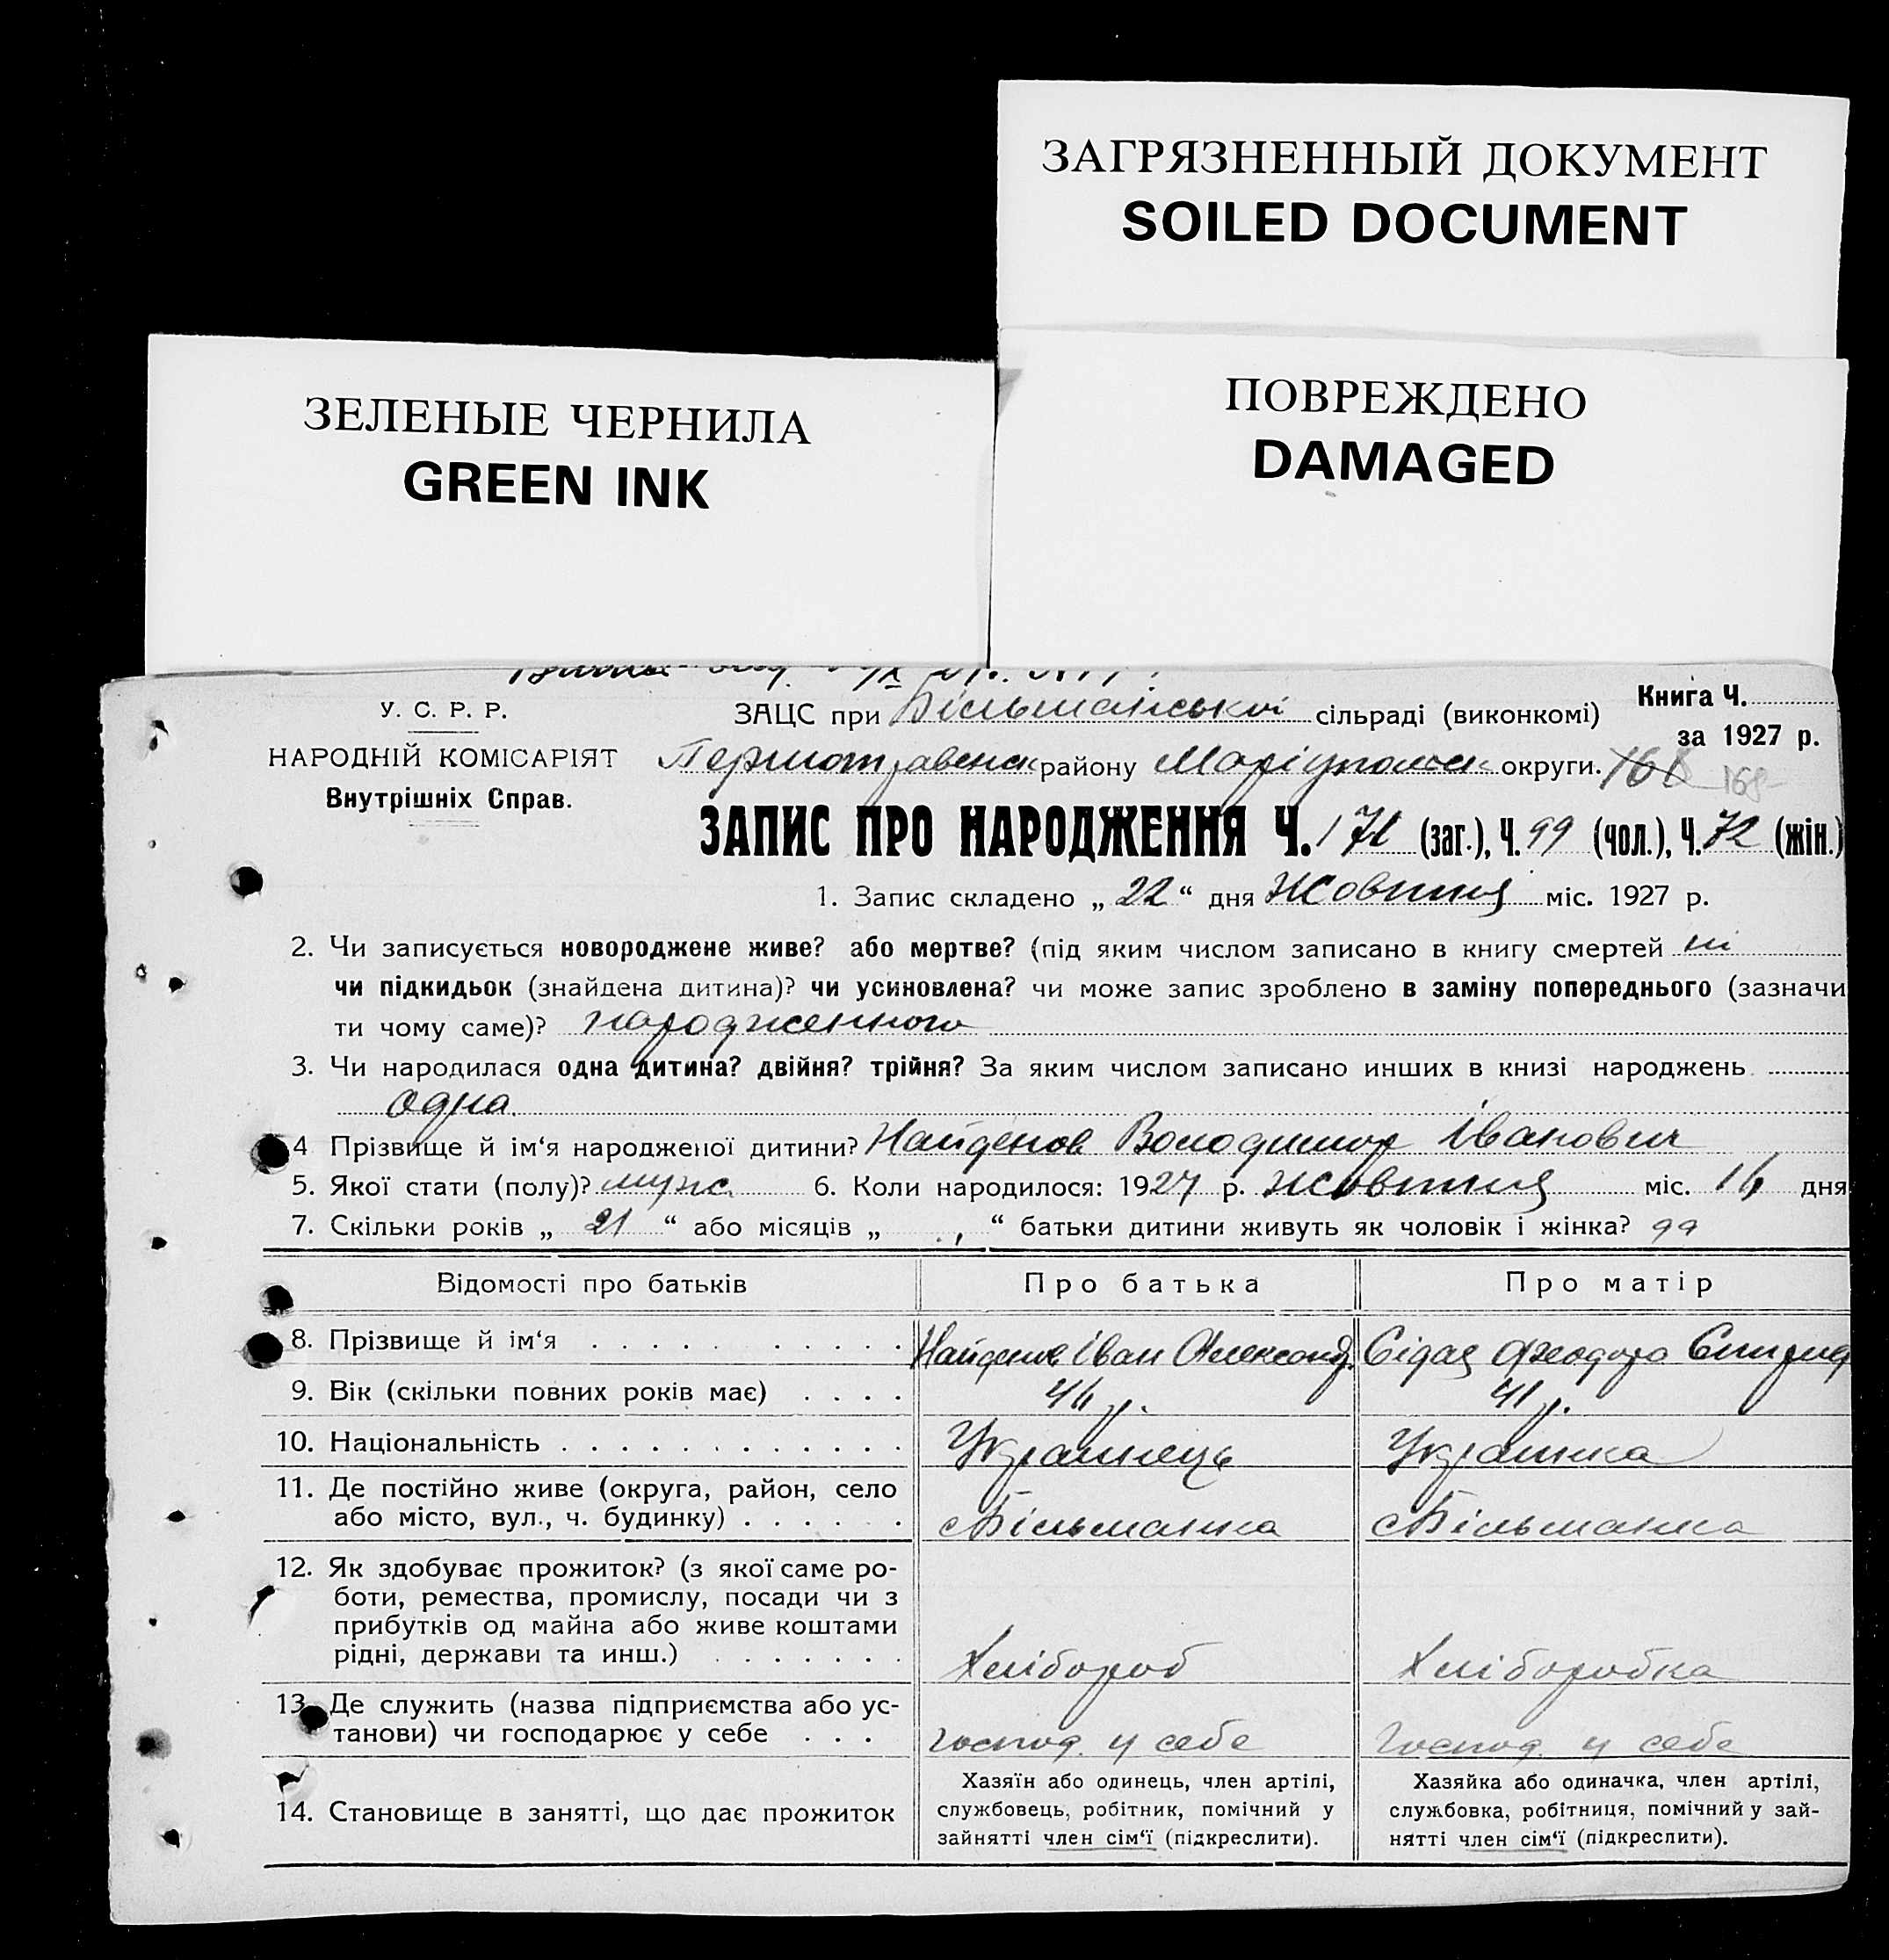 ЗАГРЯЗНЕННЫЙ ДОКУМЕНТ
SOILED DOCUMENT
ЗЕЛЕНЫЕ ЧЕРНИЛА
GREEN INK
ПОВРЕЖДЕНО
DAMAGED
У. С. Р. Р.
НАРОДНІЙ КОМІСАРІЯТ
Внутрішніх Справ.
ЗАЦС при Більманській сільраді (виконкомі)
Книга Ч.
за 1927 р.
Першотравенск району Маріупольск округи. 168
ЗАПИС ПРО НАРОДЖЕННЯ Ч. 171 (заг.), Ч. 99 (чол.), Ч. 72 (жін.)
1. Запис складено „ 22 “ дня Жовтня міс. 1927 р.
2. Чи записується новороджене живе? або мертве? (під яким числом записано в книгу смертей ні
чи підкидьок (знайдена дитина)? чи усиновлена? чи може запис зроблено в заміну попереднього (зазначи
ти чому саме)? народженного
3. Чи народилася одна дитина? двійня? трійня? За яким числом записано инших в книзі народжень
одна
4 Прізвище й ім‘я народженої дитини? Найденов Володимир Іванович
5. Якої стати (полу)? мужс. 6. Коли народилося: 1927 р. жовтня міс. 16 дня
7. Скільки років „ 21 “ або місяців „ “ батьки дитини живуть як чоловік і жінка?
Відомості про батьків
Про батька
Про матір
8. Прізвище й ім‘я Найденов Іван Александ. Сідая Феодора Спирид
9. Вік (скільки повних років має) 46 р. 41 р.
10. Національність Українець Українка
11. Де постійно живе (округа, район, село
або місто, вул., ч. будинку) с Більманка с Більманка
12. Як здобуває прожиток? (з якої саме ро-
боти, ремества, промислу, посади чи з
прибутків од майна або живе коштами
рідні, держави та инш.) Хлібороб Хліборобка
13. Де служить (назва підприємства або ус-
танови) чи господарює у себе господ. у себе Господ. у себе
14. Становище в занятті, що дає прожиток
Хазяїн або одинець, член артілі,
службовець, робітник, помічний у
зайнятті член сім‘ї (підкреслити).
Хазяйка або одиначка, член артілі,
службовка, робітниця, помічний у зай-
нятті член сім‘ї (підкреслити).